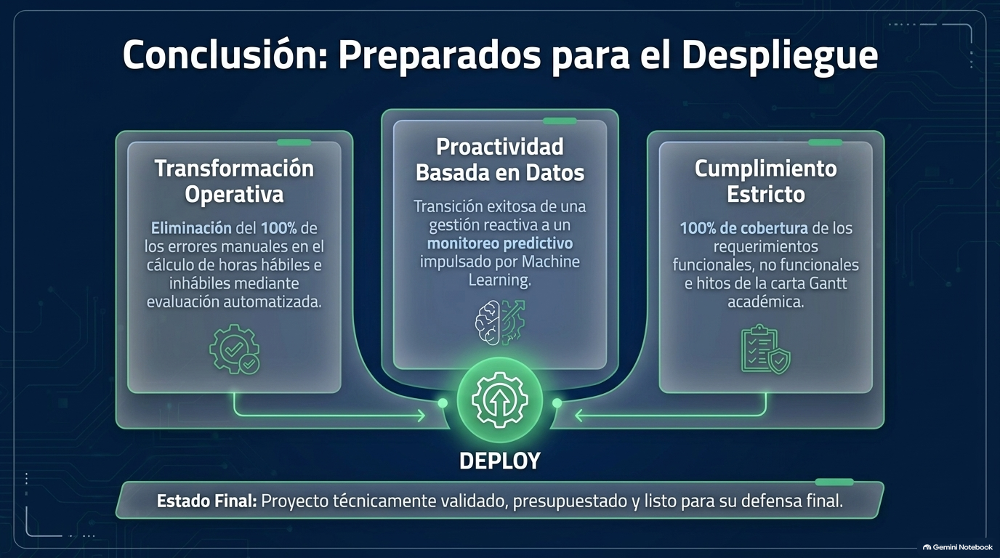 Conclusión: Preparados para el Despliegue
Transformación
Operativa
Eliminación del 100% de
los errores manuales en el
cálculo de horas hábiles e
inhábiles mediante
evaluación automatizada.
Proactividad
Basada en Datos
Transición exitosa de una
gestión reactiva a un
monitoreo predictivo
impulsado por Machine
Learning.
Cumplimiento
Estricto
100% de cobertura de los
requerimientos
funcionales, no funcionales
e hitos de la carta Gantt
académica.
DEPLOY
Estado Final: Proyecto técnicamente validado, presupuestado y listo para su defensa final.
Gemini Notebook